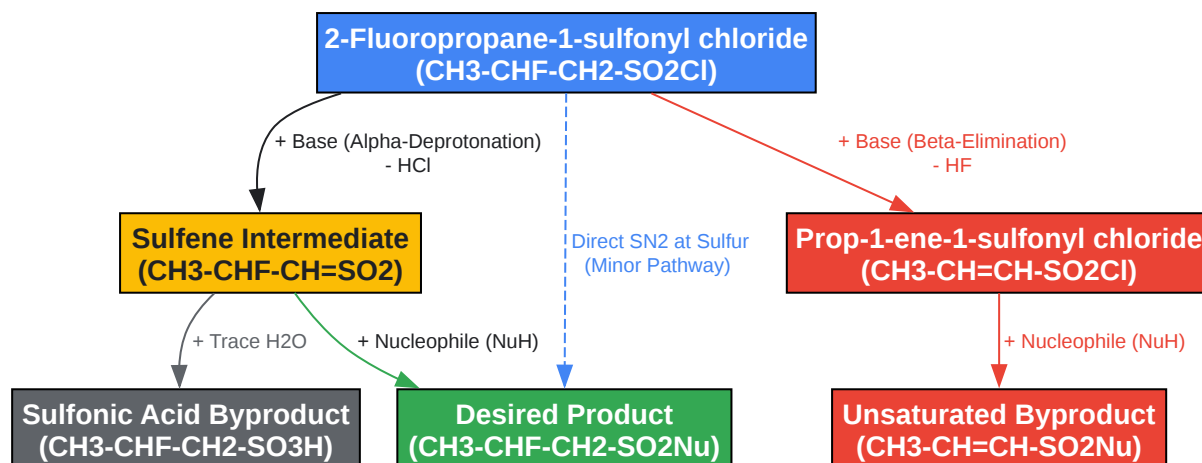 2-Fluoropropane-1-sulfonyl chloride
(CH3-CHF-CH2-SO2Cl)
+ Base (Alpha-Deprotonation)
- HCl
+ Base (Beta-Elimination)
- HF
Direct SN2 at Sulfur
(Minor Pathway)
Sulfene Intermediate
(CH3-CHF-CH=SO2)
Prop-1-ene-1-sulfonyl chloride
(CH3-CH=CH-SO2Cl)
+ Trace H2O
+ Nucleophile (NuH)
+ Nucleophile (NuH)
Sulfonic Acid Byproduct
(CH3-CHF-CH2-SO3H)
Desired Product
(CH3-CHF-CH2-SO2Nu)
Unsaturated Byproduct
(CH3-CH=CH-SO2Nu)